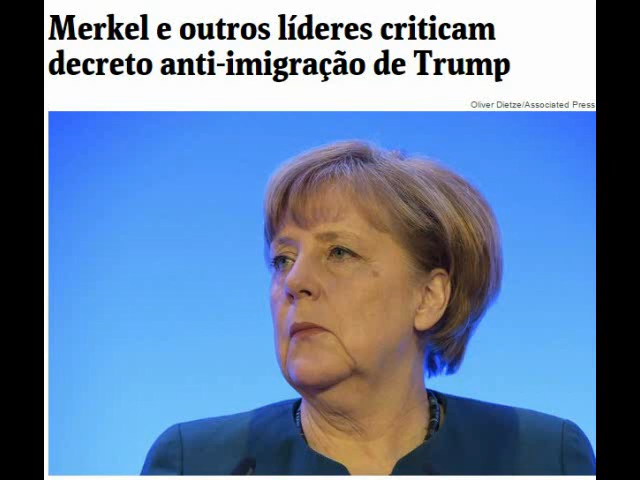 Merkel e outros líderes criticam
decreto anti-imigração de Trump
Oliver Dietze/Associated Press